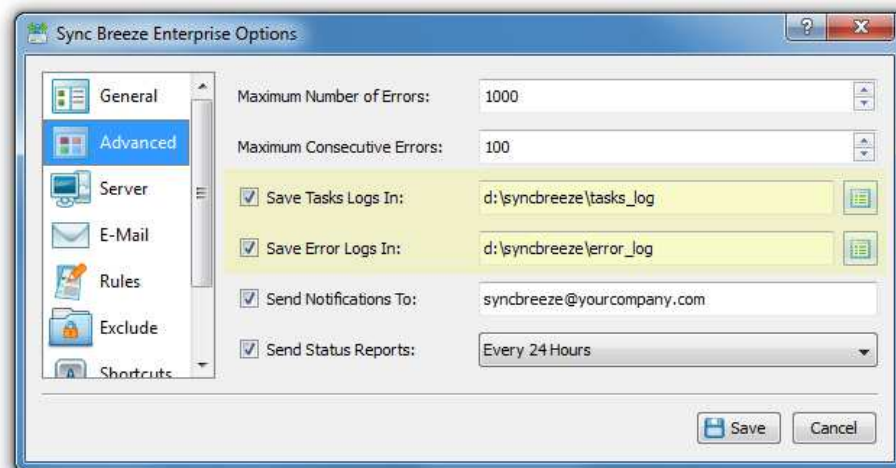 Sync Breeze Enterprise Options
General
Advanced
Server
E-Mail
Rules
Exclude
Shortcuts
Maximum Number of Errors: 1000
Maximum Consecutive Errors: 100
Save Tasks Logs In: d:\syncbreeze\tasks_log
Save Error Logs In: d:\syncbreeze\error_log
Send Notifications To: syncbreeze@yourcompany.com
Send Status Reports: Every 24 Hours
Save Cancel